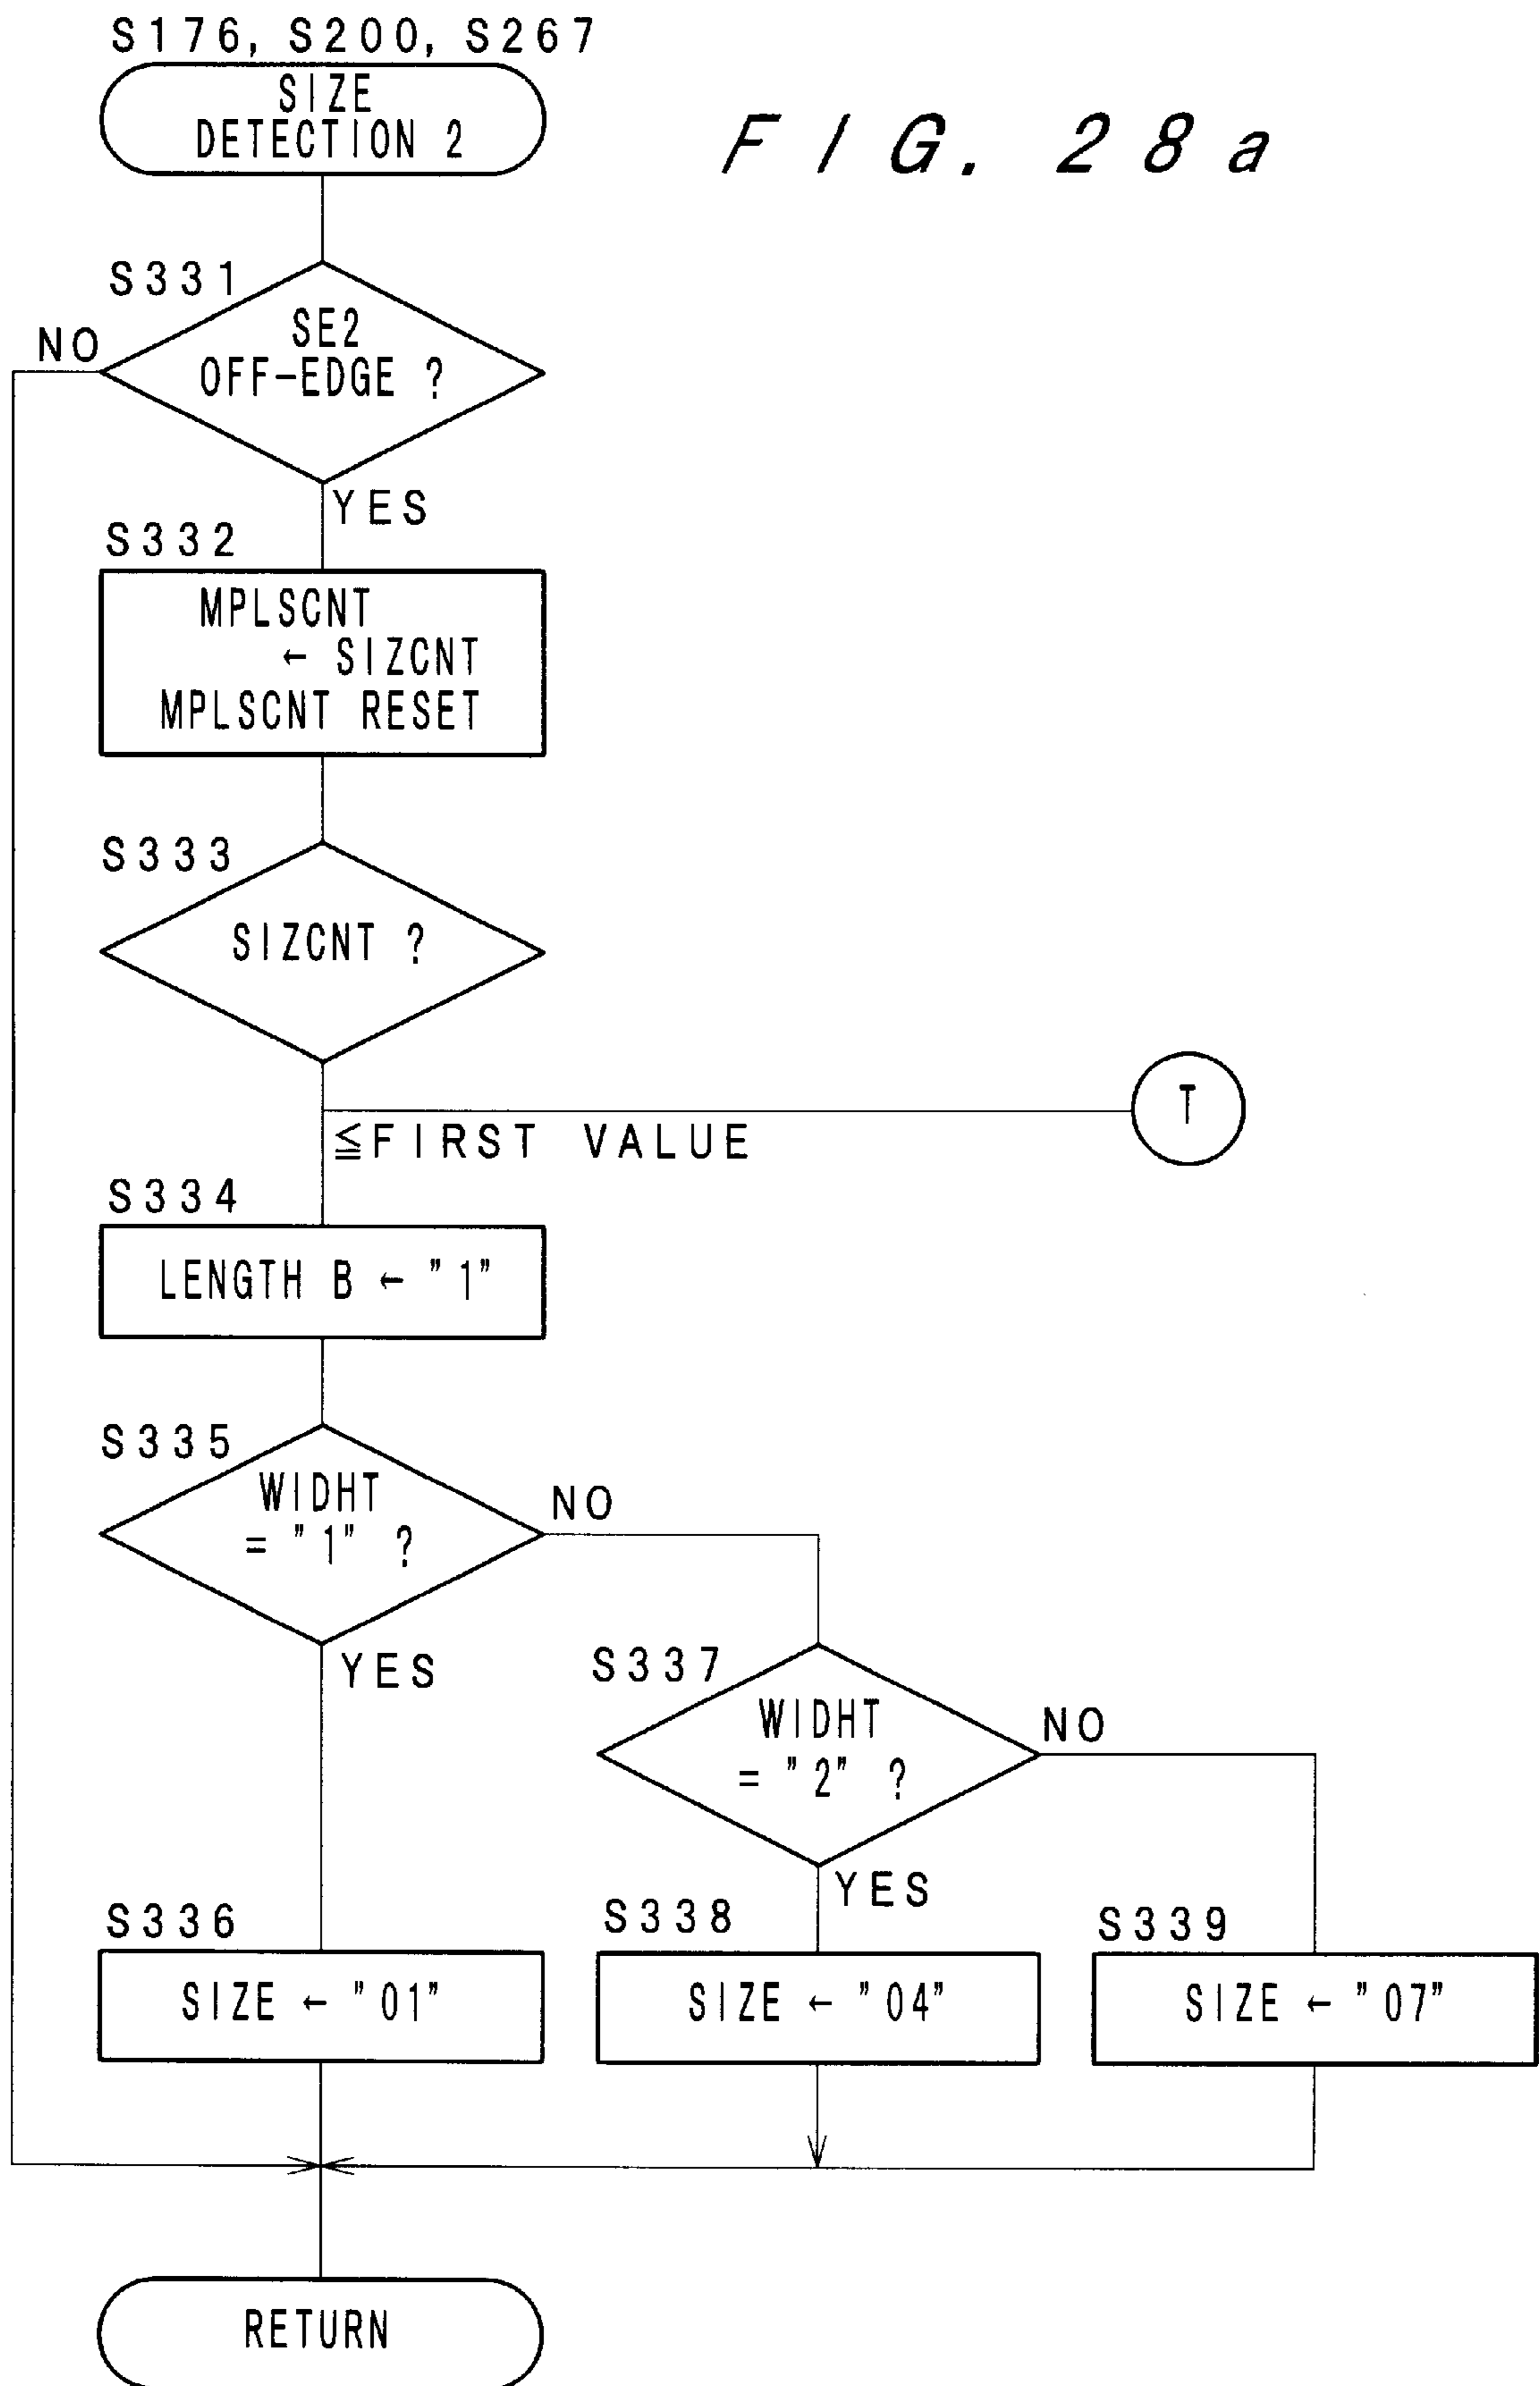 S176, S200, S267
SIZE
DETECTION 2
FIG. 28a
S331
SE2
OFF-EDGE ?
NO
YES
S332
MPLSCNT
← SIZCNT
MPLSCNT RESET
S333
SIZCNT ?
T
≦FIRST VALUE
S334
LENGTH B ← "1"
S335
WIDHT
= "1" ?
NO
YES
S337
WIDHT
= "2" ?
NO
YES
S336
SIZE ← "01"
S338
SIZE ← "04"
S339
SIZE ← "07"
RETURN